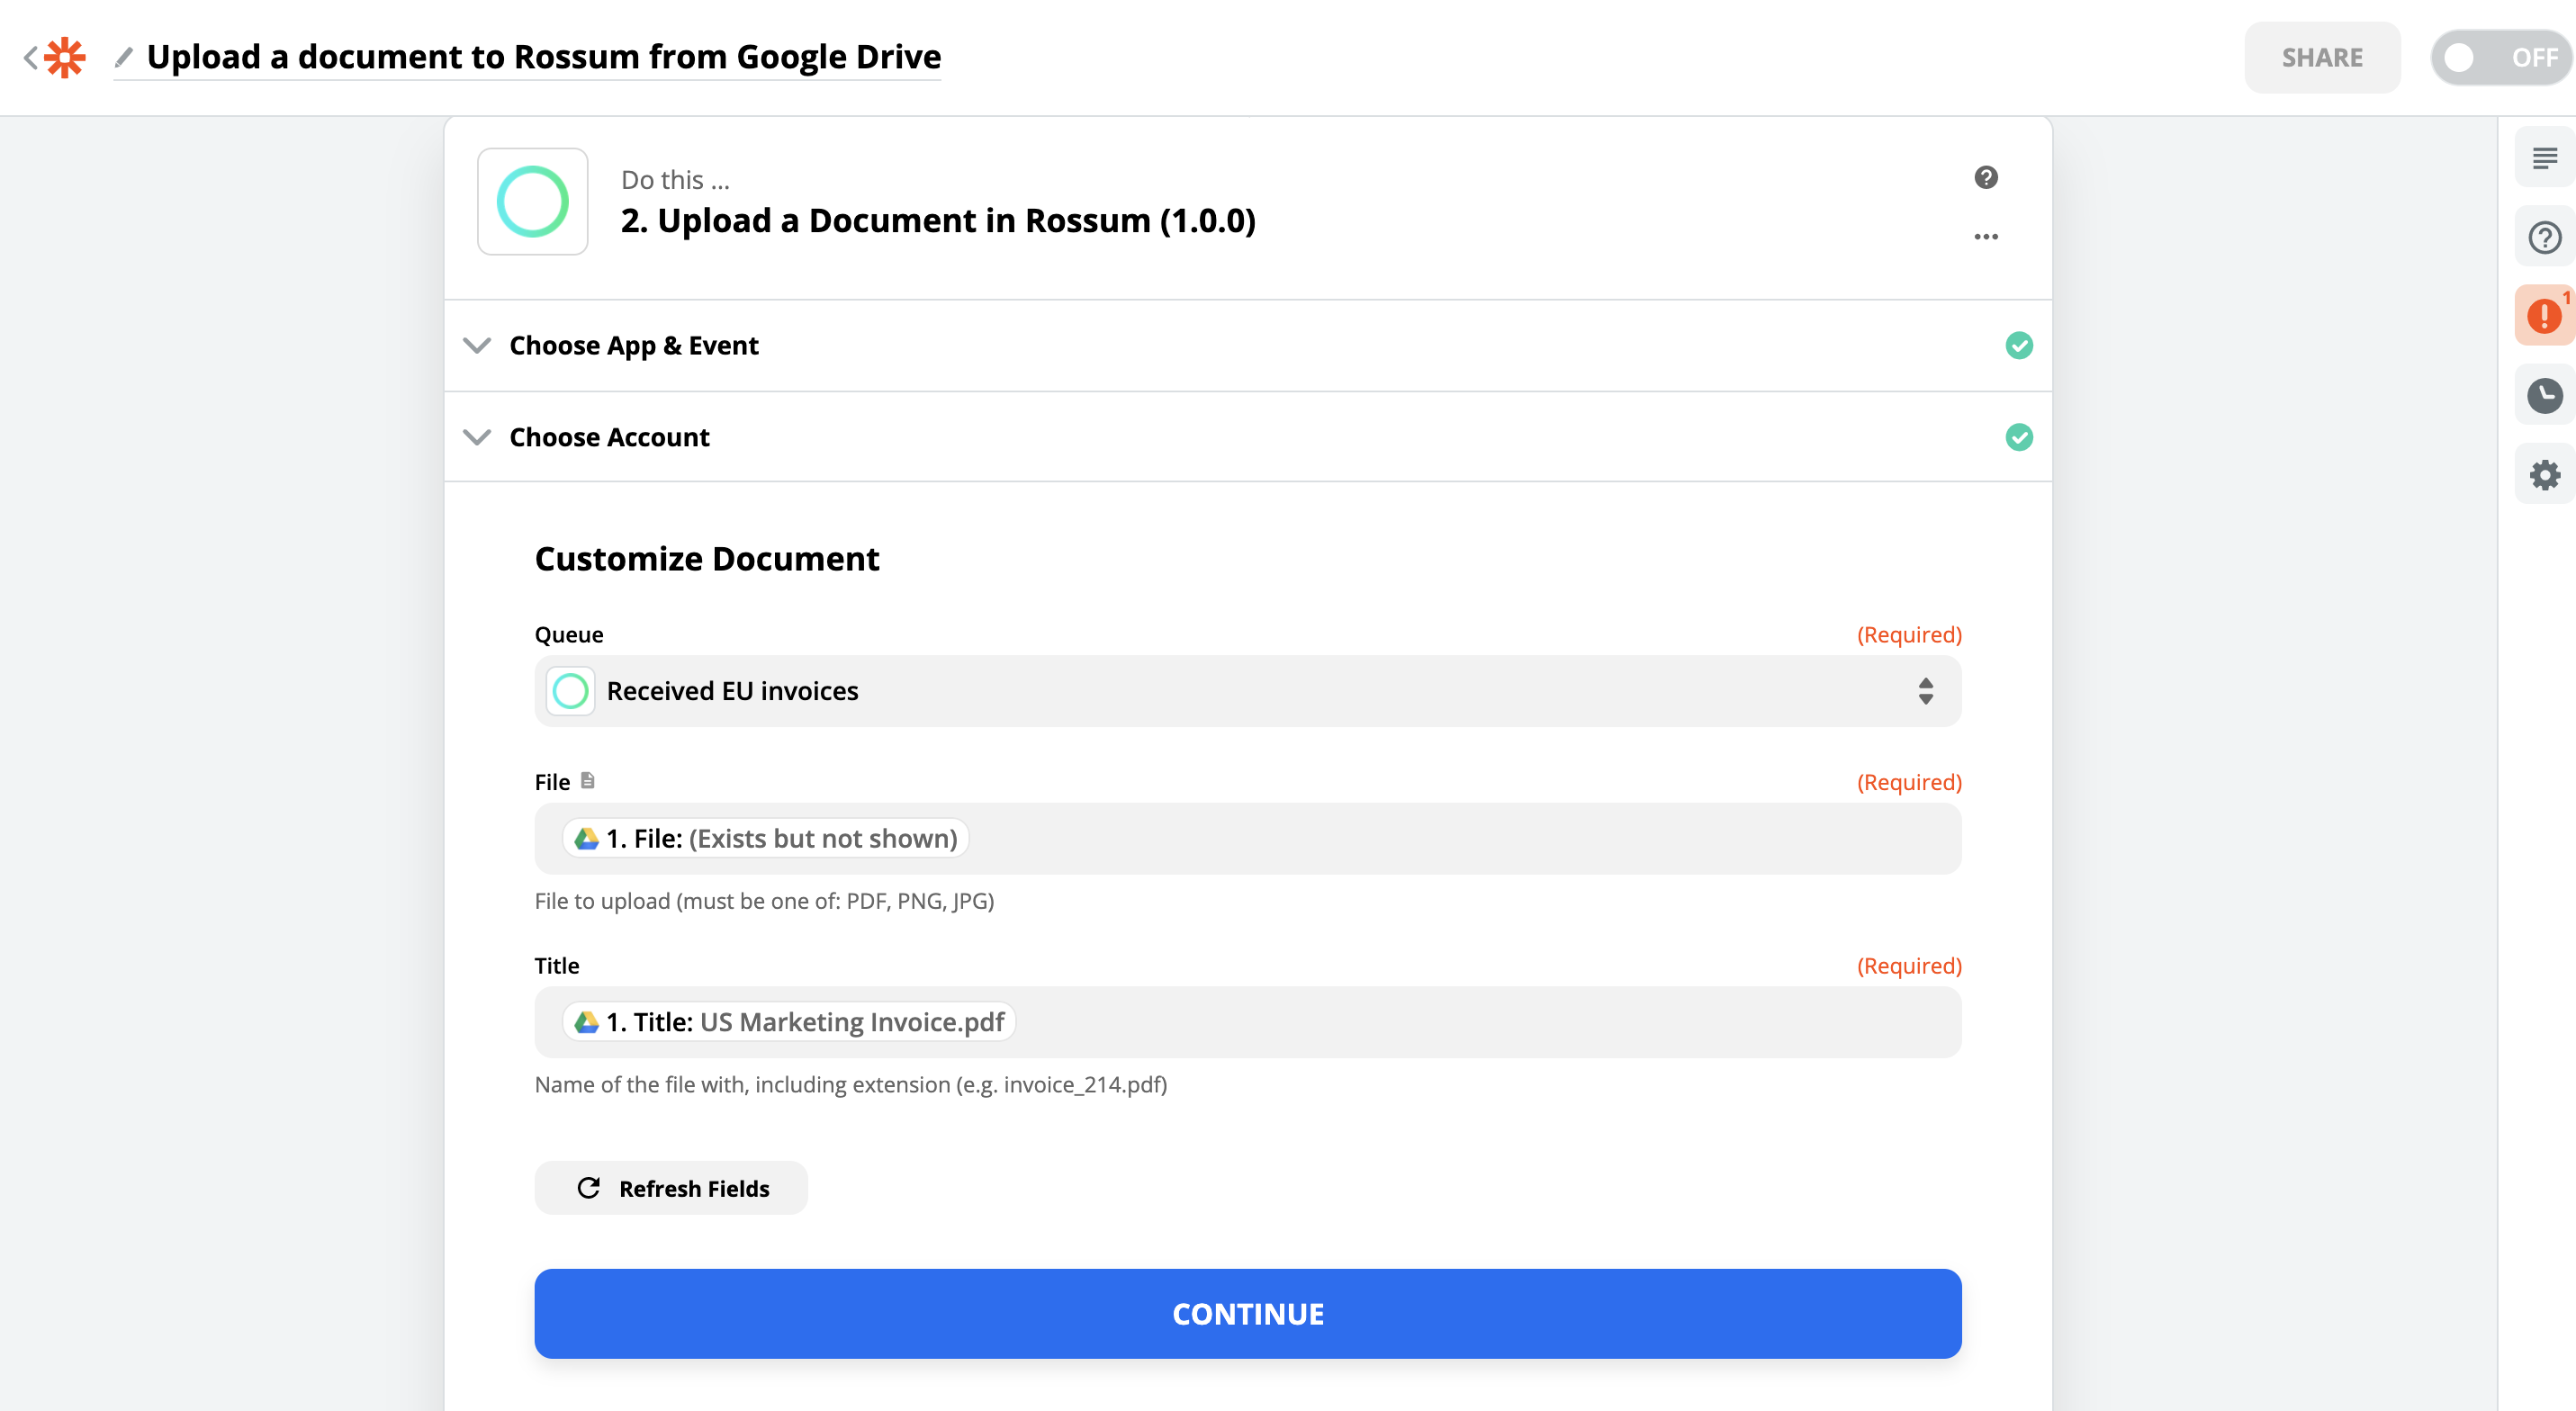 Upload a document to Rossum from Google Drive
SHARE
OFF
Do this ...
2. Upload a Document in Rossum (1.0.0)
1
Choose App & Event
Choose Account
Customize Document
Queue
(Required)
Received EU invoices
File
(Required)
1. File: (Exists but not shown)
File to upload (must be one of: PDF, PNG, JPG)
Title
(Required)
1. Title: US Marketing Invoice.pdf
Name of the file with, including extension (e.g. invoice_214.pdf)
Refresh Fields
CONTINUE